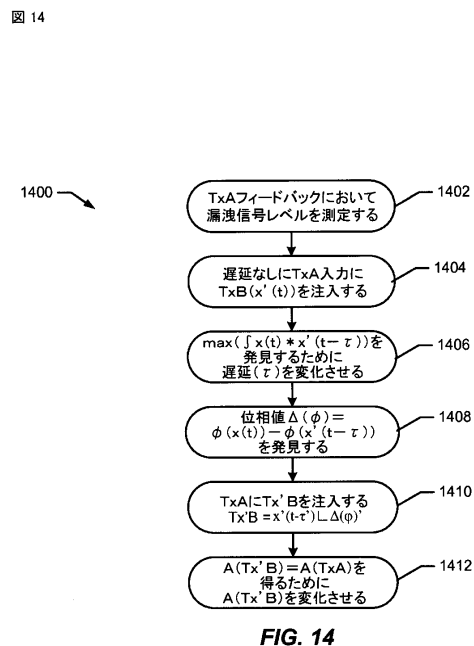 図 14
1400
TxAフィードバックにおいて
漏洩信号レベルを測定する
1402
遅延なしにTxA入力に
TxB(x'(t))を注入する
1404
max(∫x(t)*x'(t-τ))を
発見するために
遅延(τ)を変化させる
1406
位相値Δ(φ)=
φ(x(t))-φ(x'(t-τ))
を発見する
1408
TxAにTx'Bを注入する
Tx'B =x'(t-τ')∟Δ(φ)'
1410
A(Tx'B)=A(TxA)を
得るために
A(Tx'B)を変化させる
1412
FIG. 14